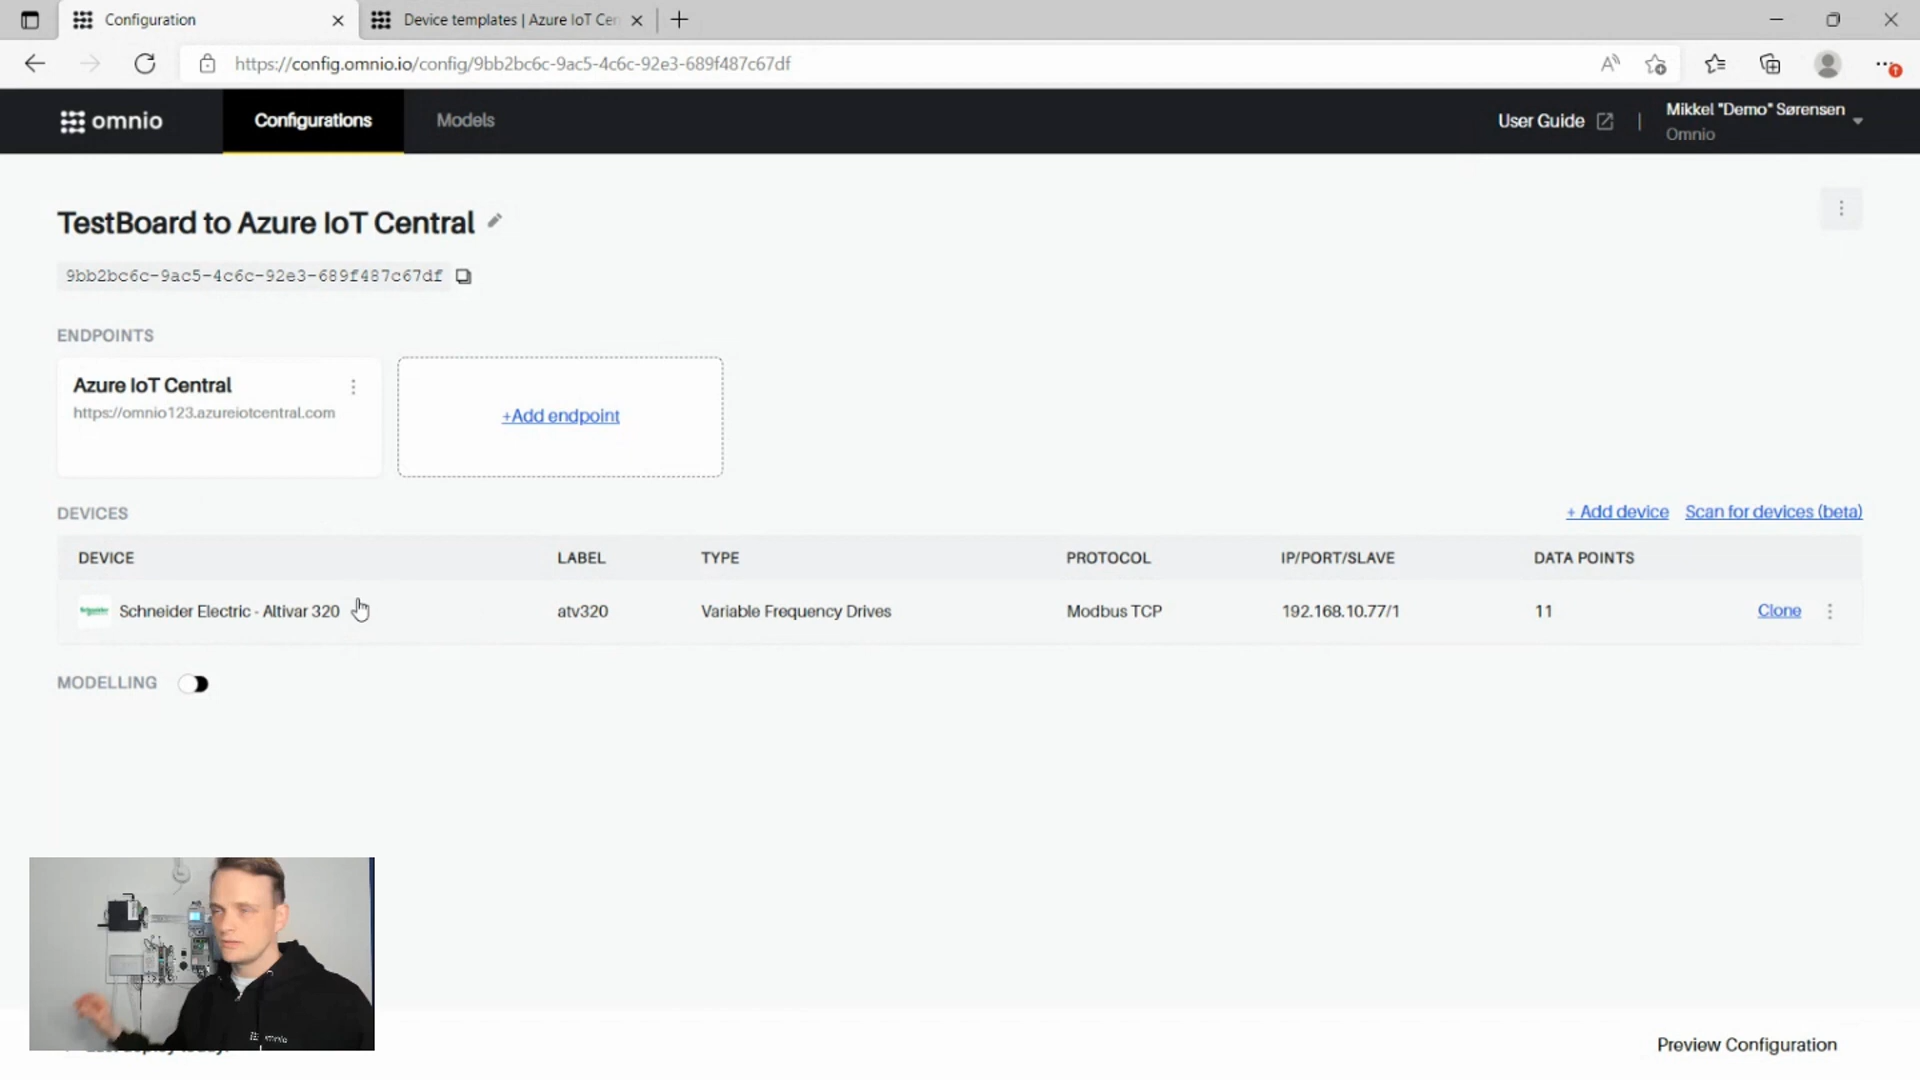 Configuration
Device templates | Azure IoT Cen
https://config.omnio.io/config/9bb2bc6c-9ac5-4c6c-92e3-689f487c67df
omnio
Configurations
Models
User Guide
Mikkel "Demo" Sørensen
Omnio
TestBoard to Azure IoT Central
9bb2bc6c-9ac5-4c6c-92e3-689f487c67df
ENDPOINTS
Azure IoT Central
https://omnio123.azureiotcentral.com
+Add endpoint
DEVICES
+ Add device
Scan for devices (beta)
DEVICE LABEL TYPE PROTOCOL IP/PORT/SLAVE DATA POINTS
Schneider Electric - Altivar 320 atv320 Variable Frequency Drives Modbus TCP 192.168.10.77/1 11 Clone
MODELLING
omnio
Preview Configuration